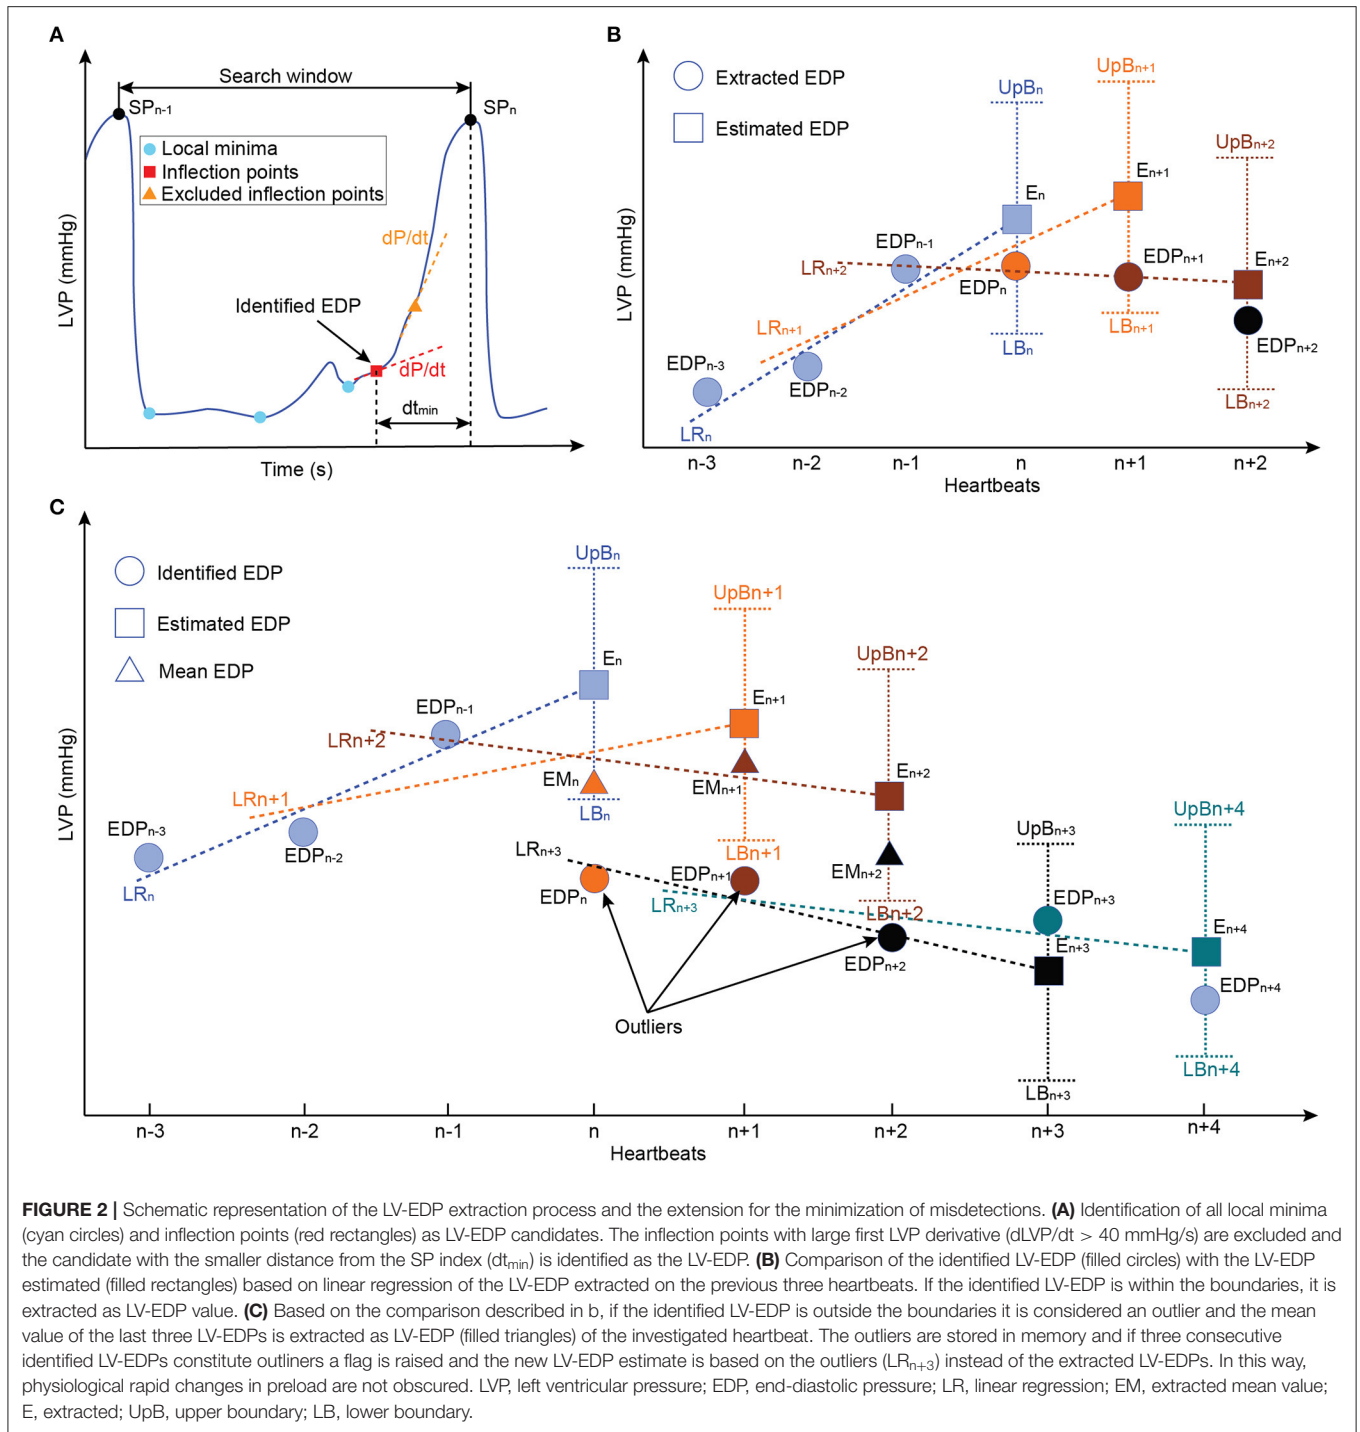 A
Search window
SPn-1
SPn
Local minima
Inflection points
Excluded inflection points
dP/dt
Identified EDP
dP/dt
dtmin
LVP (mmHg)
Time (s)
B
Extracted EDP
Estimated EDP
UpBn
UpBn+1
UpBn+2
En
En+1
En+2
EDPn-1
LRn+2
EDPn
EDPn+1
LRn+1
LBn
LBn+1
EDPn+2
EDPn-3
EDPn-2
LBn+2
LRn
LVP (mmHg)
n-3
n-2
n-1
n
n+1
n+2
Heartbeats
C
Identified EDP
Estimated EDP
Mean EDP
UpBn
UpBn+1
UpBn+2
En
En+1
EDPn-1
LRn+2
En+2
EMn
EMn+1
LRn+1
LBn
UpBn+4
EDPn-3
EDPn-2
LRn+3
LBn+1
UpBn+3
EMn+2
EDPn+1
LRn
EDPn
LRn+3
LBn+2
EDPn+3
En+4
En+3
EDPn+2
EDPn+4
Outliers
LBn+4
LBn+3
LVP (mmHg)
n-3
n-2
n-1
n
n+1
n+2
n+3
n+4
Heartbeats
FIGURE 2 | Schematic representation of the LV-EDP extraction process and the extension for the minimization of misdetections. (A) Identification of all local minima
(cyan circles) and inflection points (red rectangles) as LV-EDP candidates. The inflection points with large first LVP derivative (dLVP/dt > 40 mmHg/s) are excluded and
the candidate with the smaller distance from the SP index (dtmin) is identified as the LV-EDP. (B) Comparison of the identified LV-EDP (filled circles) with the LV-EDP
estimated (filled rectangles) based on linear regression of the LV-EDP extracted on the previous three heartbeats. If the identified LV-EDP is within the boundaries, it is
extracted as LV-EDP value. (C) Based on the comparison described in b, if the identified LV-EDP is outside the boundaries it is considered an outlier and the mean
value of the last three LV-EDPs is extracted as LV-EDP (filled triangles) of the investigated heartbeat. The outliers are stored in memory and if three consecutive
identified LV-EDPs constitute outliners a flag is raised and the new LV-EDP estimate is based on the outliers (LRn+3) instead of the extracted LV-EDPs. In this way,
physiological rapid changes in preload are not obscured. LVP, left ventricular pressure; EDP, end-diastolic pressure; LR, linear regression; EM, extracted mean value;
E, extracted; UpB, upper boundary; LB, lower boundary.